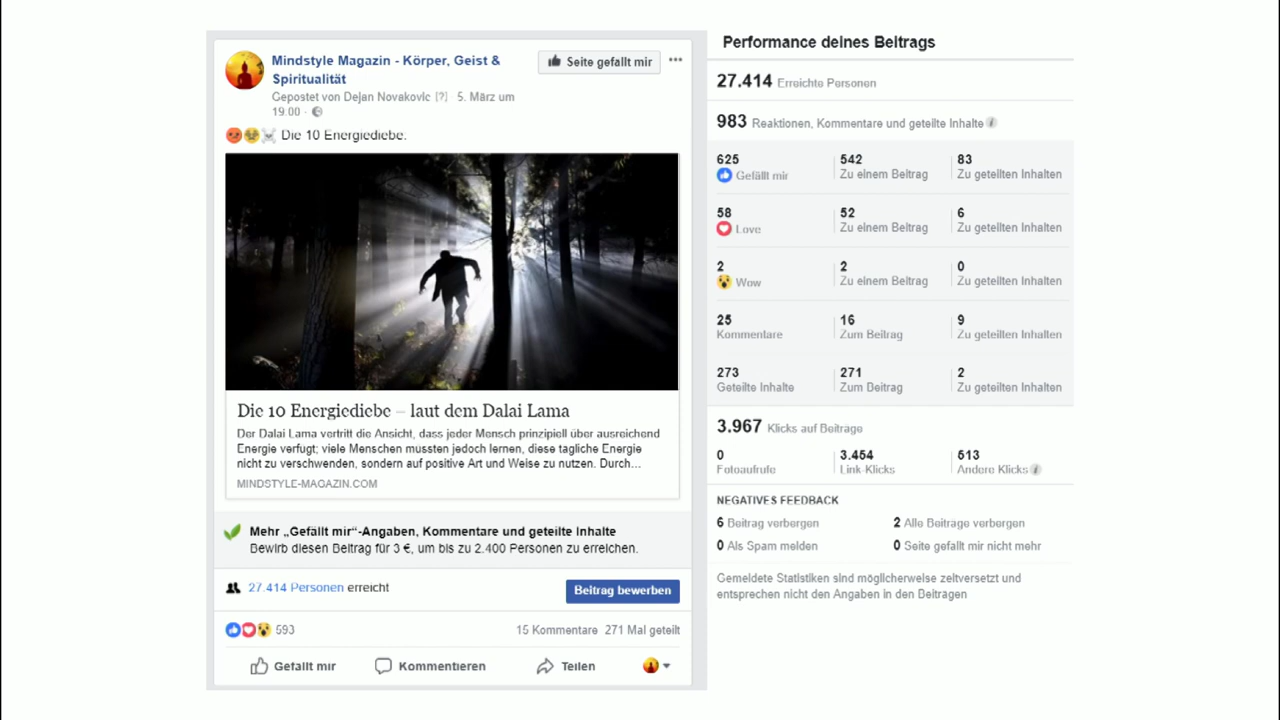 Mindstyle Magazin - Körper, Geist &
Spiritualität
Seite gefällt mir
Gepostet von Dejan Novakovic [?] · 5. März um
19:00 ·
Die 10 Energiediebe.
Die 10 Energiediebe – laut dem Dalai Lama
Der Dalai Lama vertritt die Ansicht, dass jeder Mensch prinzipiell über ausreichend
Energie verfügt; viele Menschen müssten jedoch lernen, diese tägliche Energie
nicht zu verschwenden, sondern auf positive Art und Weise zu nutzen. Durch...
MINDSTYLE-MAGAZIN.COM
Mehr „Gefällt mir“-Angaben, Kommentare und geteilte Inhalte
Bewirb diesen Beitrag für 3 €, um bis zu 2.400 Personen zu erreichen.
27.414 Personen erreicht
Beitrag bewerben
593
15 Kommentare 271 Mal geteilt
Gefällt mir
Kommentieren
Teilen
Performance deines Beitrags
27.414 Erreichte Personen
983 Reaktionen, Kommentare und geteilte Inhalte
625 542 83
Gefällt mir Zu einem Beitrag Zu geteilten Inhalten
58 52 6
Love Zu einem Beitrag Zu geteilten Inhalten
2 2 0
Wow Zu einem Beitrag Zu geteilten Inhalten
25 16 9
Kommentare Zum Beitrag Zu geteilten Inhalten
273 271 2
Geteilte Inhalte Zum Beitrag Zu geteilten Inhalten
3.967 Klicks auf Beiträge
0 3.454 513
Fotoaufrufe Link-Klicks Andere Klicks
NEGATIVES FEEDBACK
6 Beitrag verbergen 2 Alle Beiträge verbergen
0 Als Spam melden 0 Seite gefällt mir nicht mehr
Gemeldete Statistiken sind möglicherweise zeitversetzt und
entsprechen nicht den Angaben in den Beiträgen